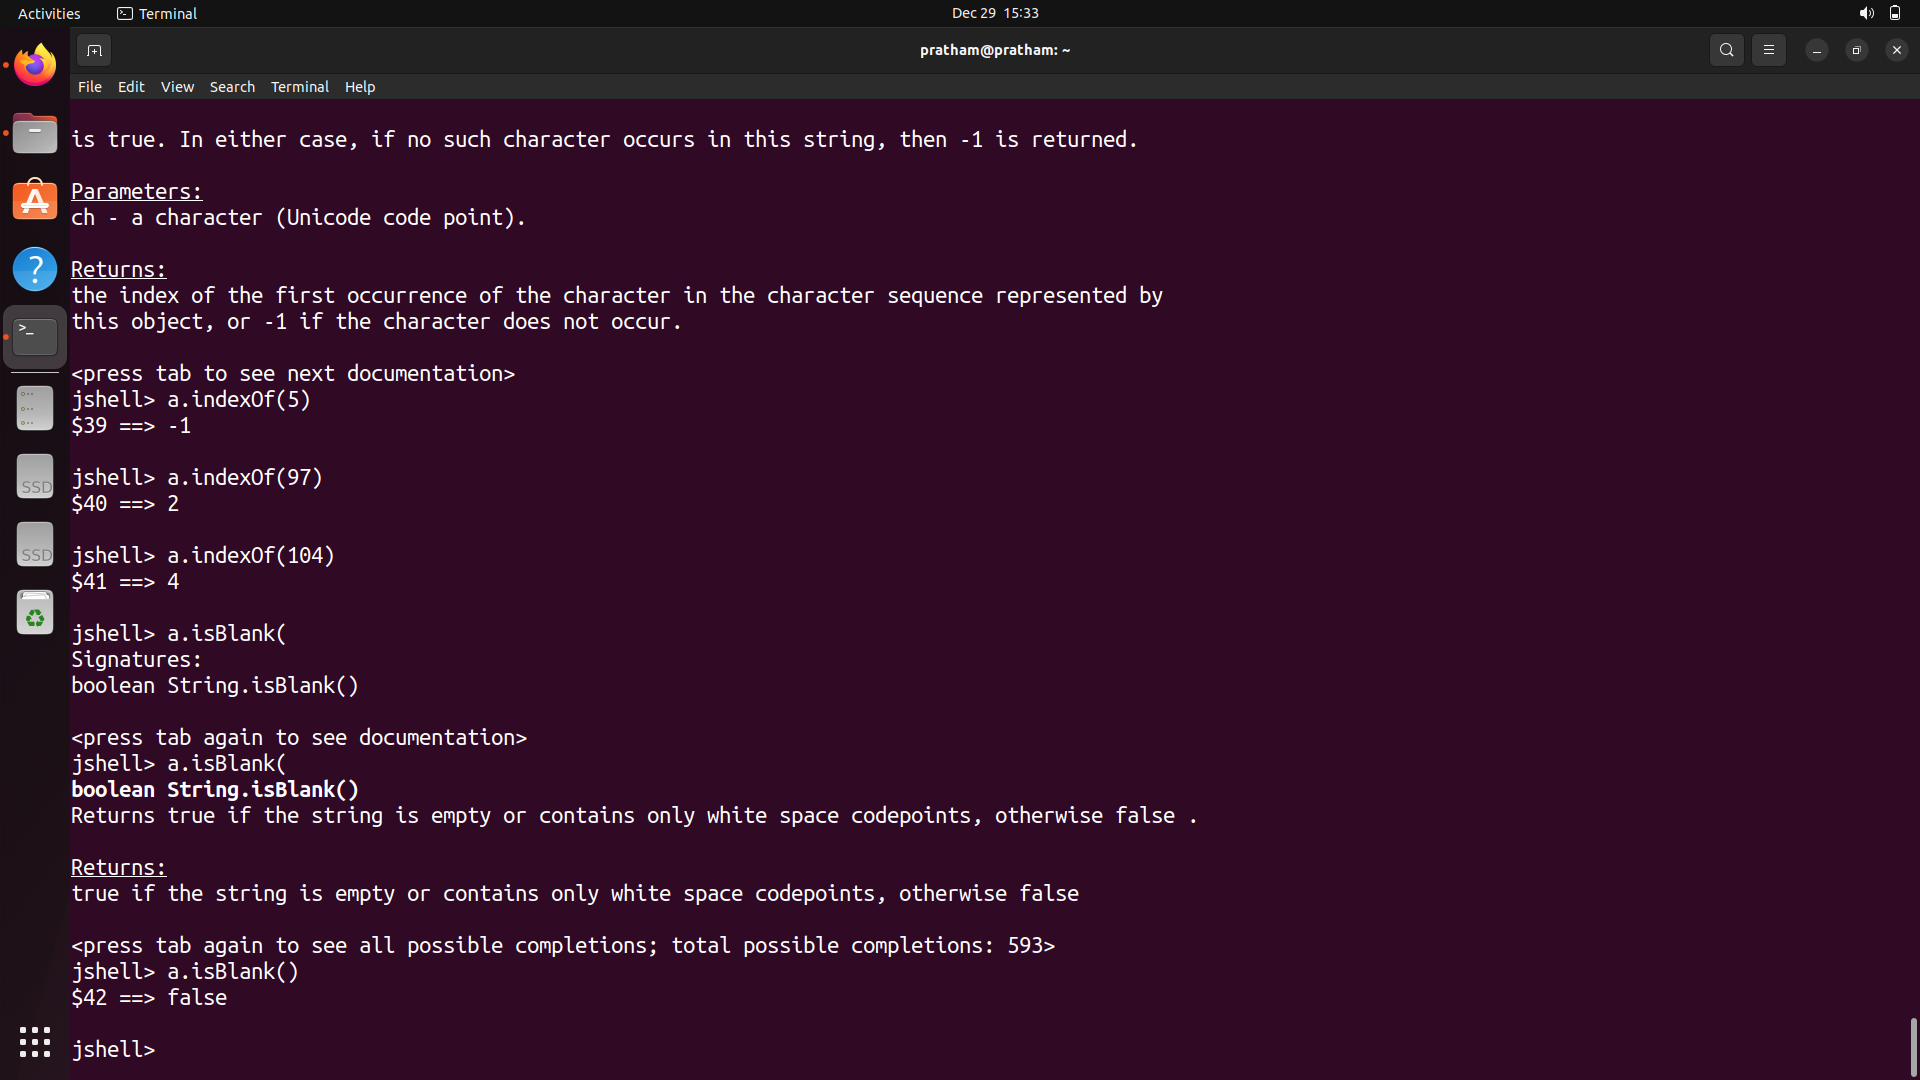 Activities
Terminal
Dec 29 15:33
pratham@pratham: ~
File Edit View Search Terminal Help
is true. In either case, if no such character occurs in this string, then -1 is returned.
Parameters:
ch - a character (Unicode code point).
Returns:
the index of the first occurrence of the character in the character sequence represented by
this object, or -1 if the character does not occur.
<press tab to see next documentation>
jshell> a.indexOf(5)
$39 ==> -1
jshell> a.indexOf(97)
$40 ==> 2
jshell> a.indexOf(104)
$41 ==> 4
jshell> a.isBlank(
Signatures:
boolean String.isBlank()
<press tab again to see documentation>
jshell> a.isBlank(
boolean String.isBlank()
Returns true if the string is empty or contains only white space codepoints, otherwise false .
Returns:
true if the string is empty or contains only white space codepoints, otherwise false
<press tab again to see all possible completions; total possible completions: 593>
jshell> a.isBlank()
$42 ==> false
jshell>
SSD
SSD